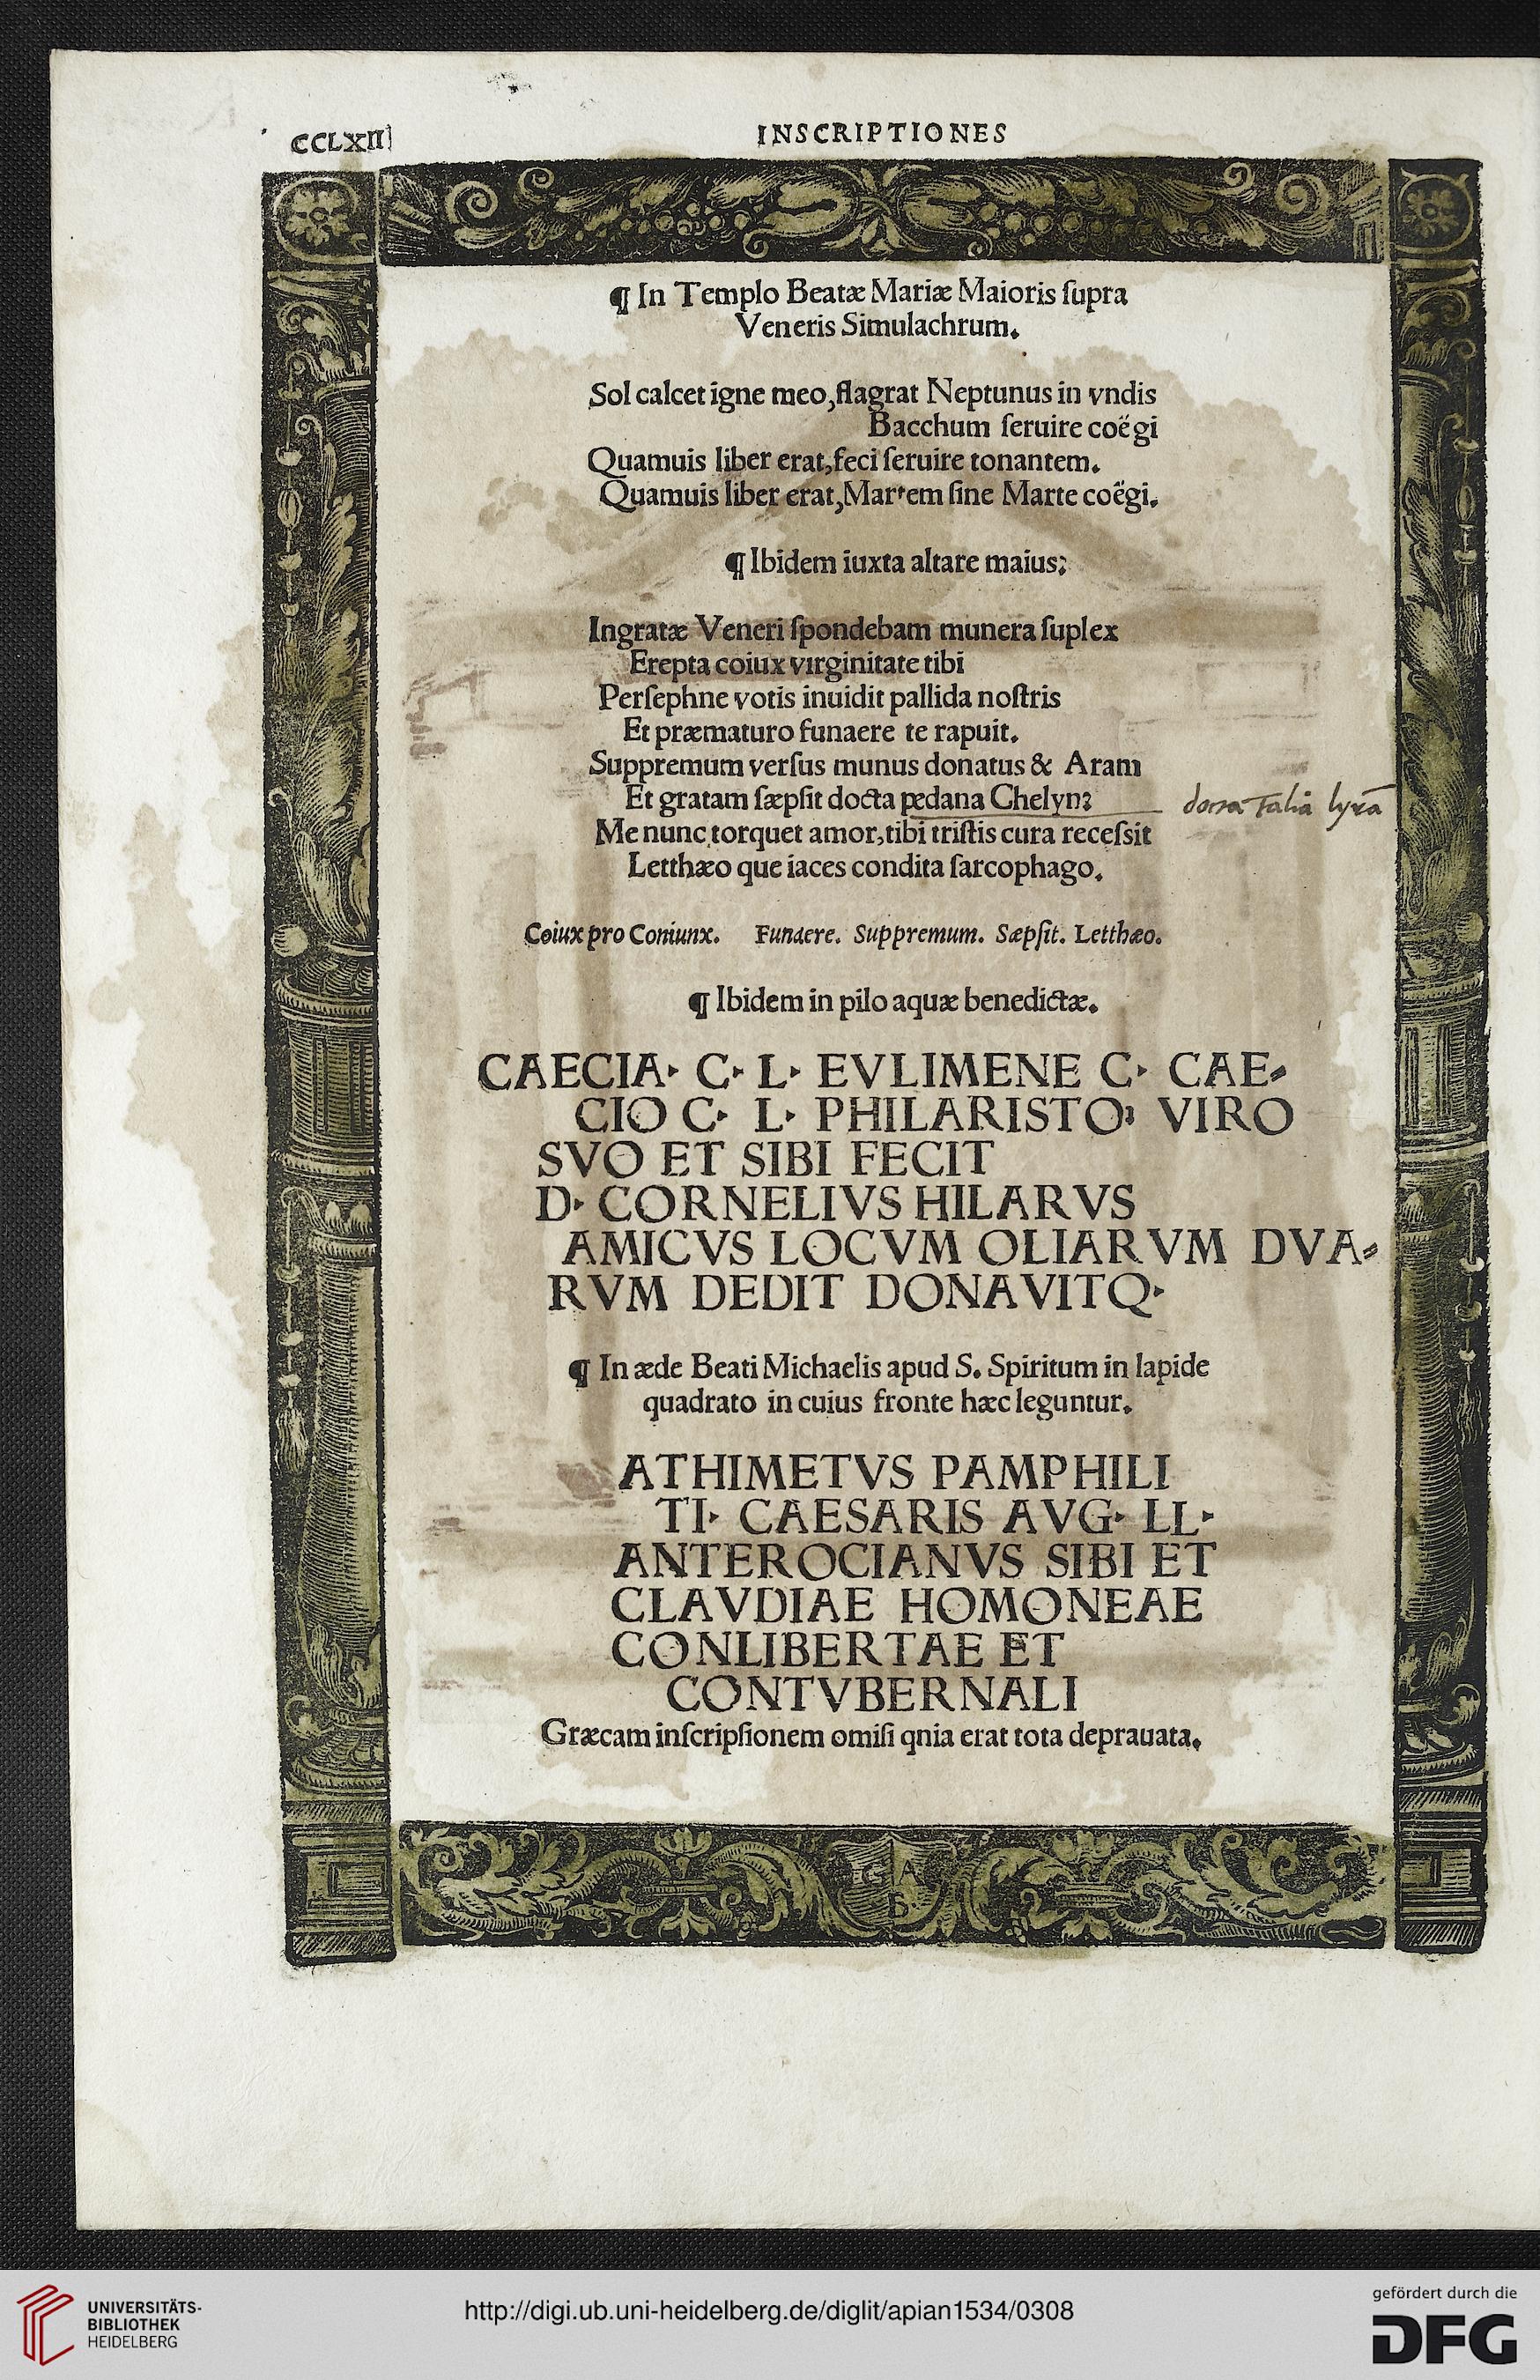 CCLXII
INSCRIPTIONES
¶ In Templo Beatæ Mariæ Maioris ſupra
Veneris Simulachrum.
Sol calcet igne meo, flagrat Neptunus in vndis
Bacchum ſeruire coëgi
Quamuis liber erat, feci ſeruire tonantem.
Quamuis liber erat, Martem ſine Marte coëgi.
¶ Ibidem iuxta altare maius;
Ingratæ Veneri ſpondebam munera ſuplex
Erepta coiux virginitate tibi
Perſephne votis inuidit pallida noſtris
Et præmaturo funaere te rapuit.
Suppremum verſus munus donatus & Aram
Et gratam ſæpſit docta pædana Chelyn;
dorsa Talia lyrā
Me nunc torquet amor, tibi triſtis cura receſsit
Letthæo que iaces condita ſarcophago.
Coiux pro Coniunx. Funaere. Suppremum. Sæpſit. Letthæo.
¶ Ibidem in pilo aquæ benedictæ.
CAECIA· C· L· EVLIMENE C· CAE⸗
CIO C· L· PHILARISTO; VIRO
SVO ET SIBI FECIT
D· CORNELIVS HILARVS
AMICVS LOCVM OLIARVM DVA⸗
RVM DEDIT DONAVITQ·
¶ In æde Beati Michaelis apud S. Spiritum in lapide
quadrato in cuius fronte hæc leguntur.
ATHIMETVS PAMPHILI
TI· CAESARIS AVG· LL·
ANTEROCIANVS SIBI ET
CLAVDIAE HOMONEAE
CONLIBERTAE ET
CONTVBERNALI
Græcam inſcripſionem omiſi qnia erat tota deprauata.
A
B
UNIVERSITÄTS-
BIBLIOTHEK
HEIDELBERG
http://digi.ub.uni-heidelberg.de/diglit/apian1534/0308
gefördert durch die
DFG